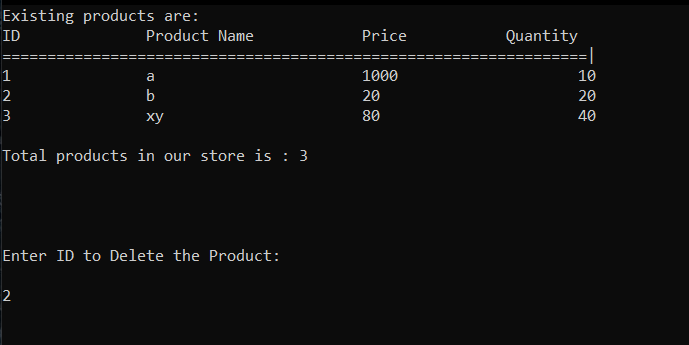 Existing products are:
ID Product Name Price Quantity
=================================================================|
1 a 1000 10
2 b 20 20
3 xy 80 40
Total products in our store is : 3
Enter ID to Delete the Product:
2